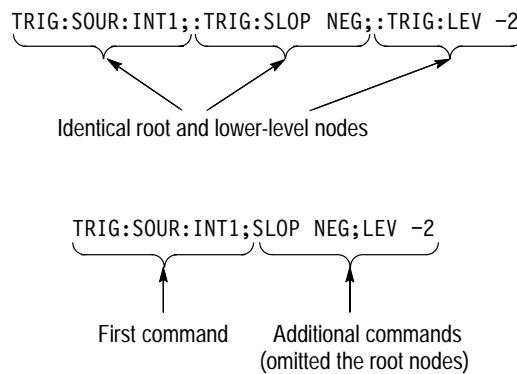 TRIG:SOUR:INT1;:TRIG:SLOP NEG;:TRIG:LEV −2
Identical root and lower-level nodes
TRIG:SOUR:INT1;SLOP NEG;LEV −2
First command
Additional commands
(omitted the root nodes)